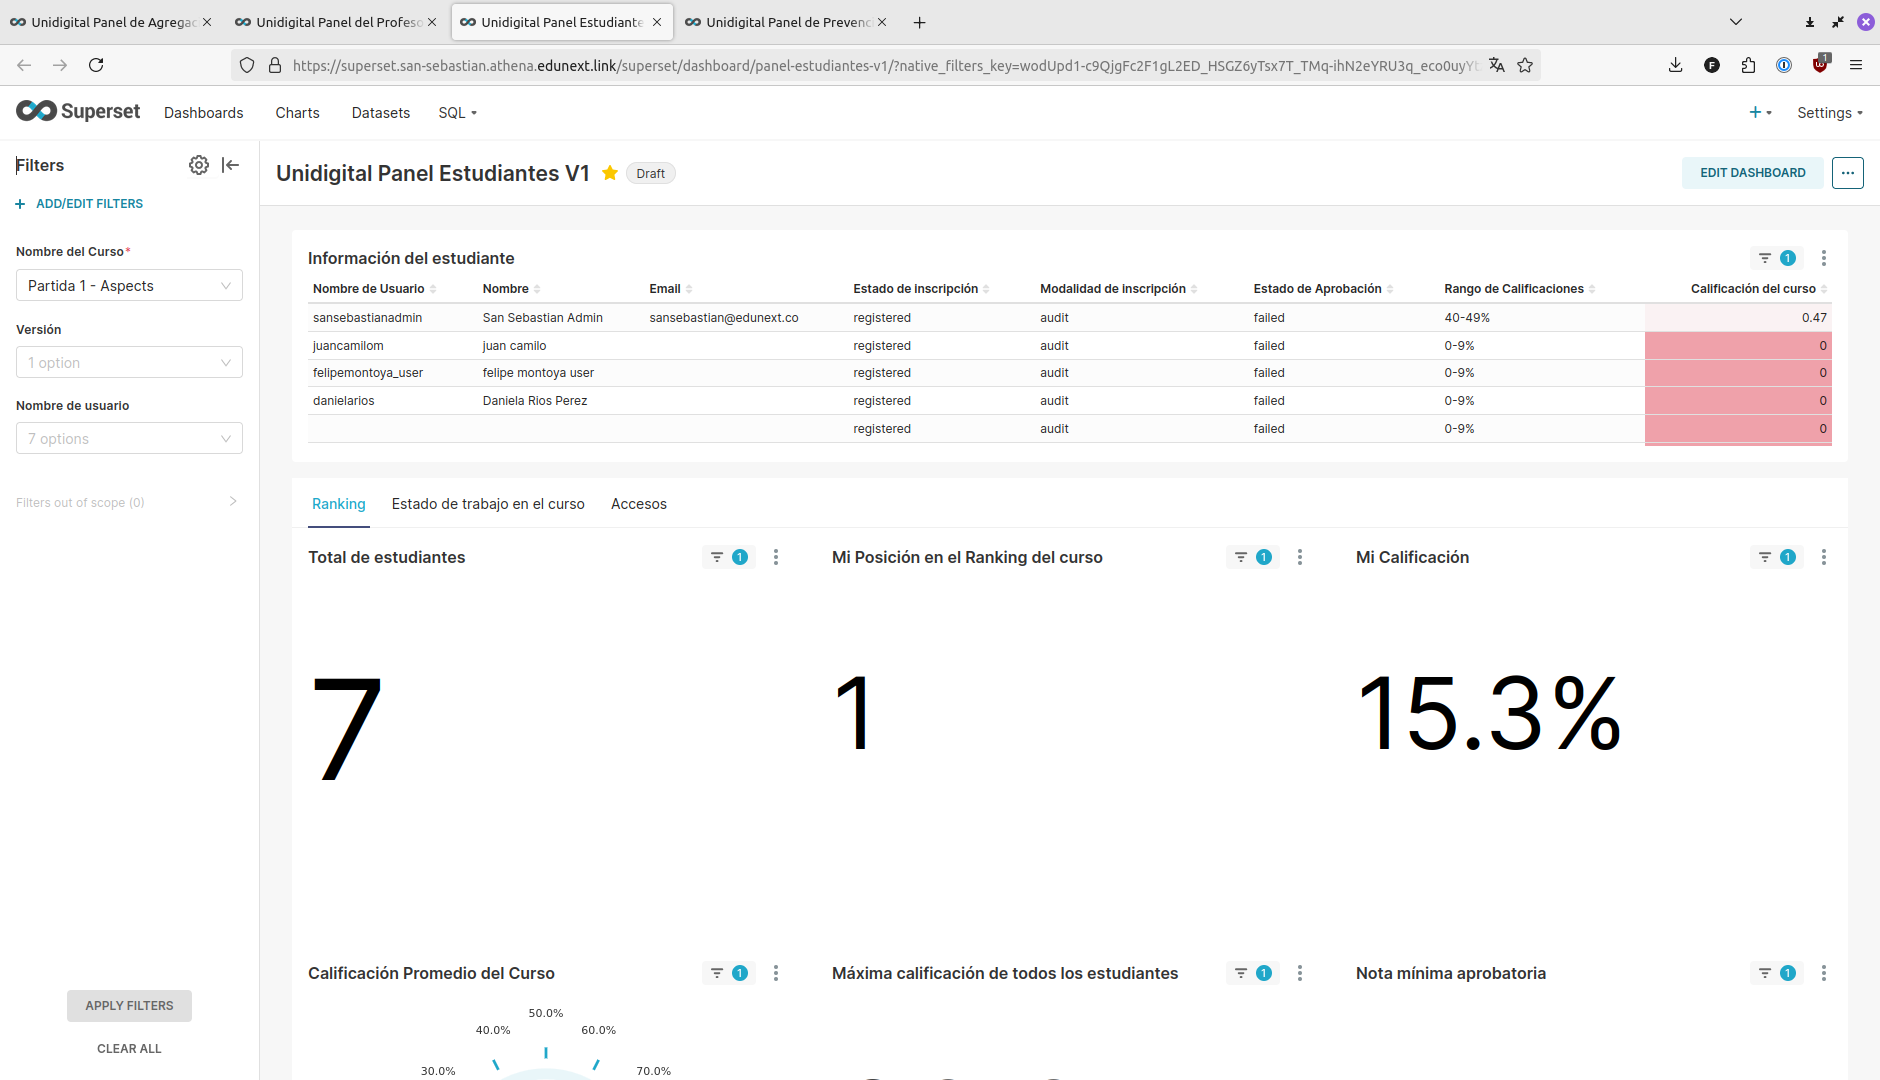 Unidigital Panel de Agregac
Unidigital Panel del Profeso
Unidigital Panel Estudiante
Unidigital Panel de Prevenc
https://superset.san-sebastian.athena.edunext.link/superset/dashboard/panel-estudiantes-v1/?native_filters_key=wodUpd1-c9QjgFc2F1gL2ED_HSGZ6yTsx7T_TMq-ihN2eYRU3q_eco0uyYt
F
1
Superset
Dashboards
Charts
Datasets
SQL
+
Settings
Filters
+ ADD/EDIT FILTERS
Nombre del Curso*
Partida 1 - Aspects
Versión
1 option
Nombre de usuario
7 options
Filters out of scope (0)
APPLY FILTERS
CLEAR ALL
Unidigital Panel Estudiantes V1
Draft
EDIT DASHBOARD
...
Información del estudiante
1
Nombre de Usuario Nombre Email Estado de inscripción Modalidad de inscripción Estado de Aprobación Rango de Calificaciones Calificación del curso
sansebastianadmin San Sebastian Admin sansebastian@edunext.co registered audit failed 40-49% 0.47
juancamilom juan camilo registered audit failed 0-9% 0
felipemontoya_user felipe montoya user registered audit failed 0-9% 0
danielarios Daniela Rios Perez registered audit failed 0-9% 0
registered audit failed 0-9% 0
Ranking
Estado de trabajo en el curso
Accesos
Total de estudiantes
1
7
Mi Posición en el Ranking del curso
1
1
Mi Calificación
1
15.3%
Calificación Promedio del Curso
1
50.0%
40.0% 60.0%
30.0% 70.0%
Máxima calificación de todos los estudiantes
1
Nota mínima aprobatoria
1